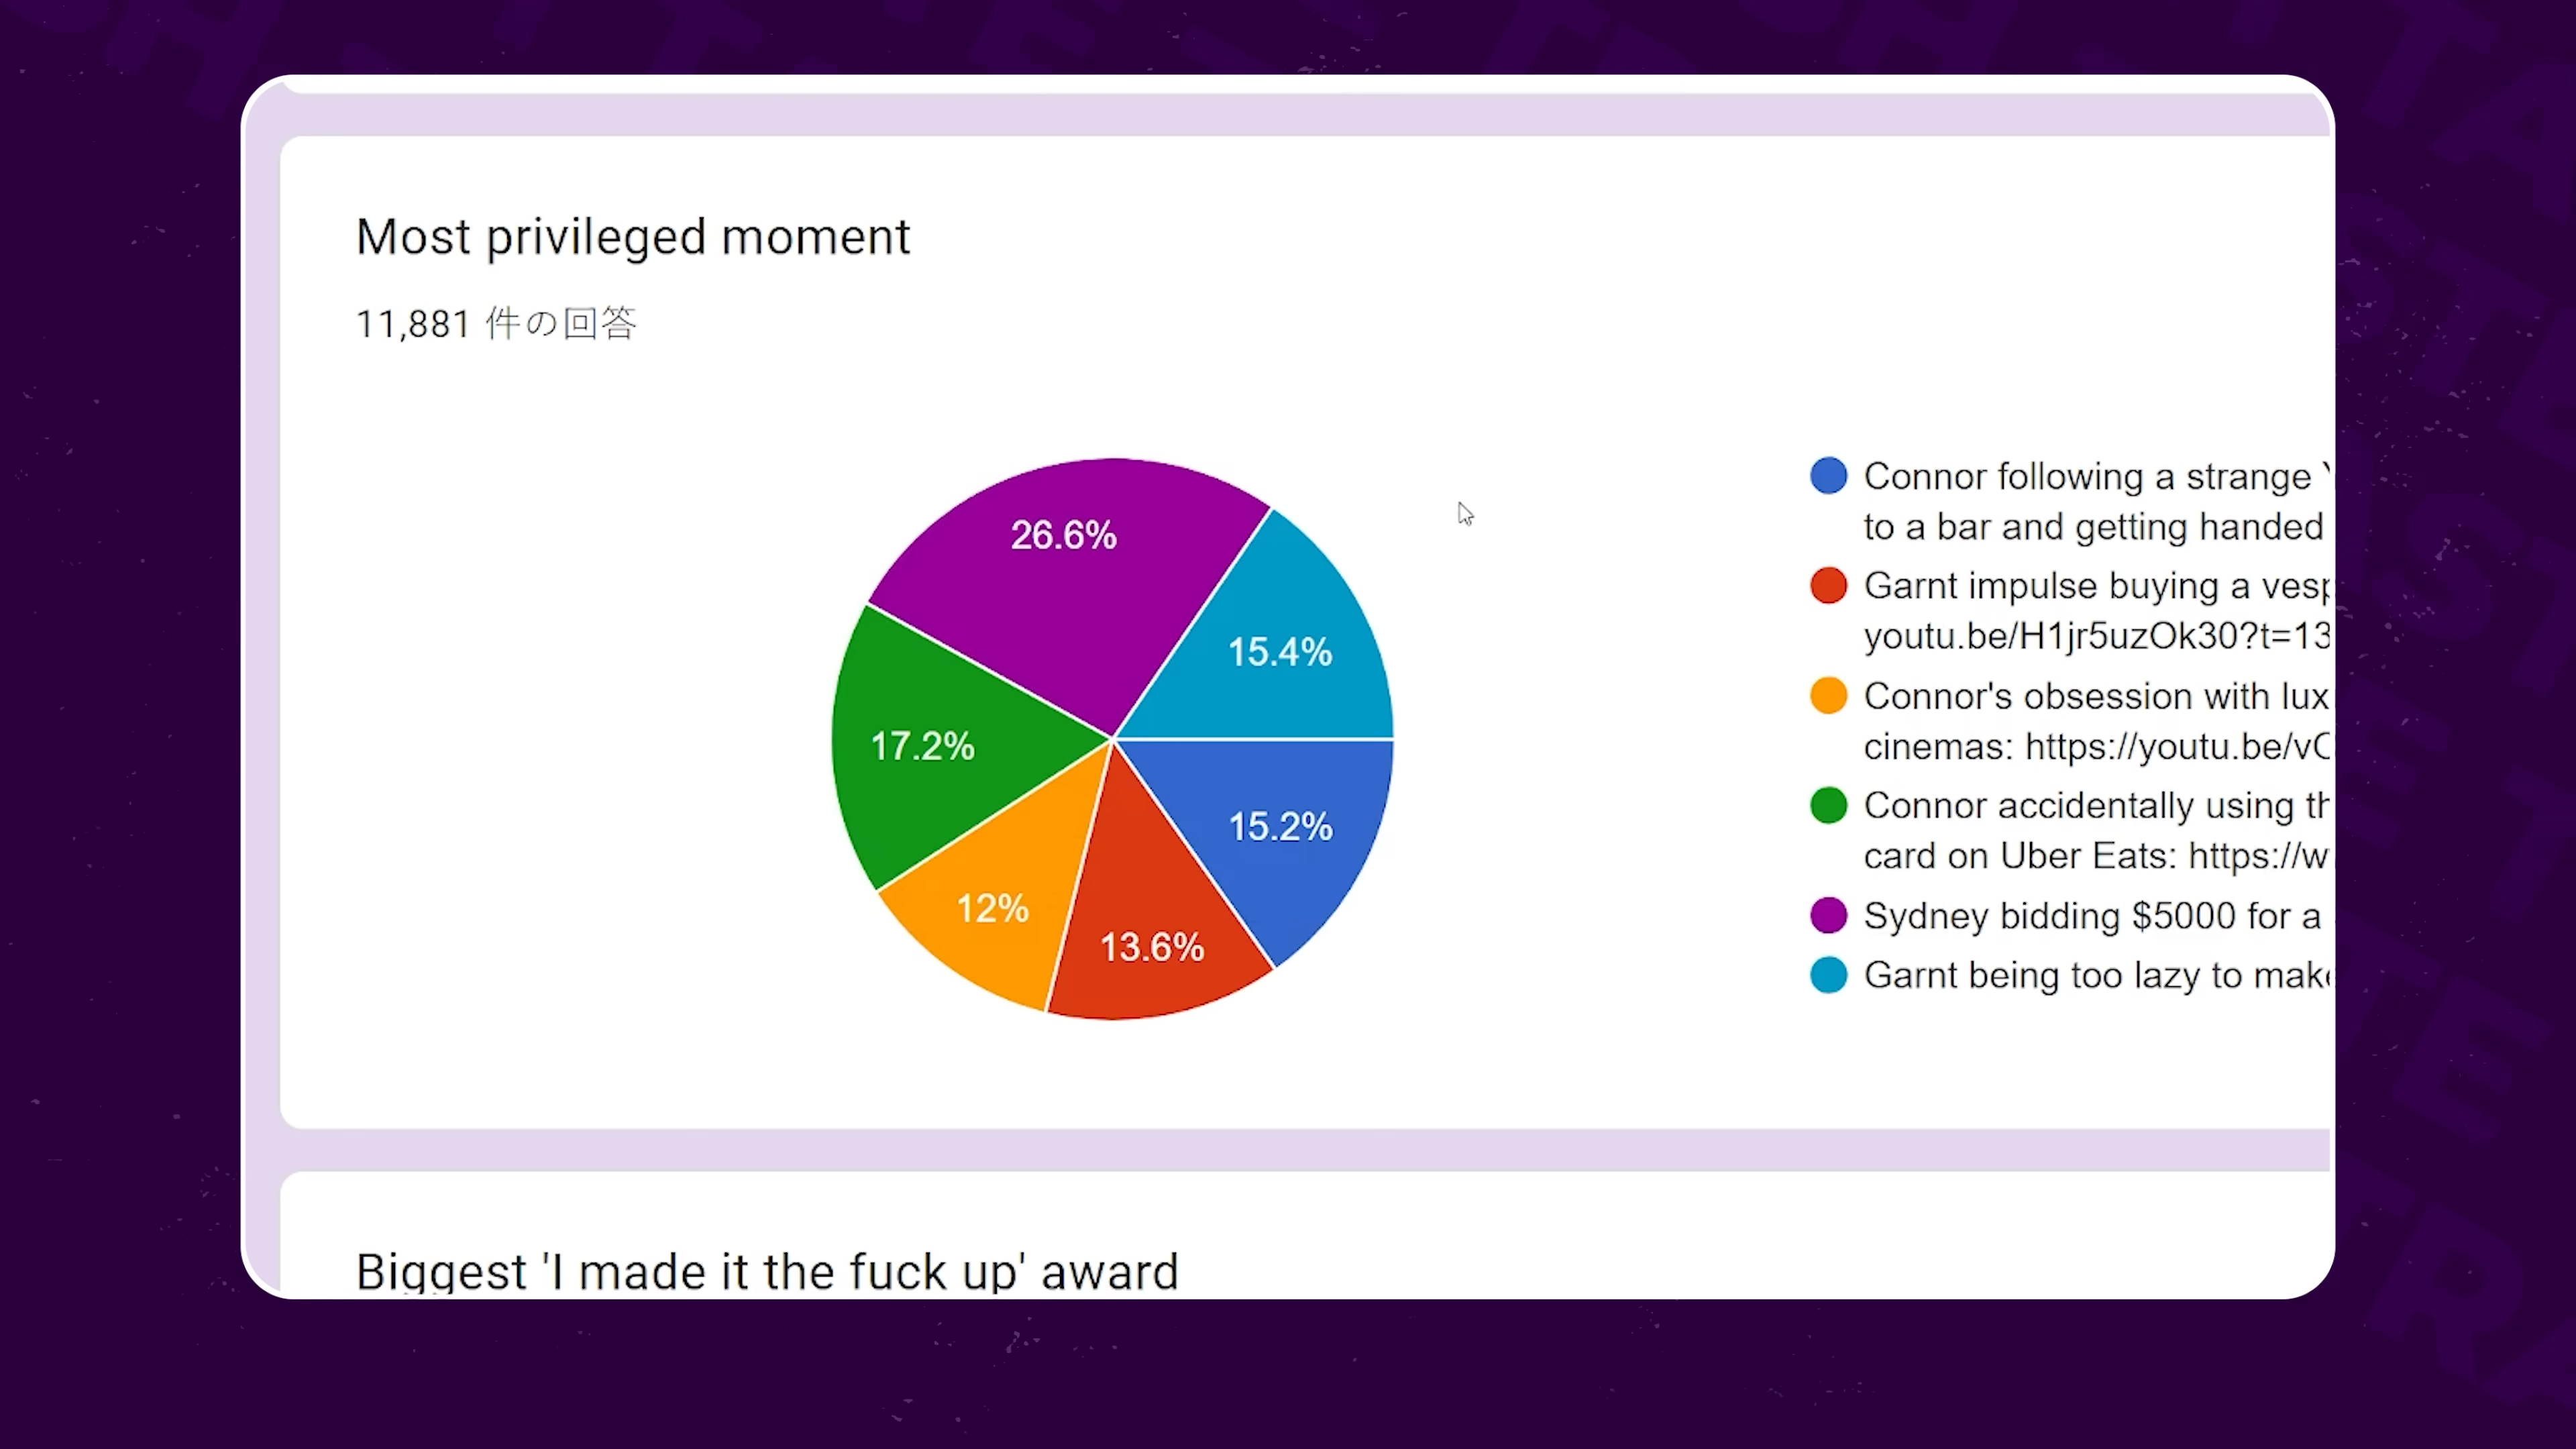 Most privileged moment
11,881 件の回答
26.6%
15.4%
17.2%
15.2%
12%
13.6%
Connor following a strange
to a bar and getting handed
Garnt impulse buying a
youtu.be/H1jr5uzOk30?t=13
Connor's obsession with
cinemas: https://youtu.be/
Connor accidentally using
card on Uber Eats:
Sydney bidding $5000 for a
Garnt being too lazy to
Biggest 'I made it the fuck up' award